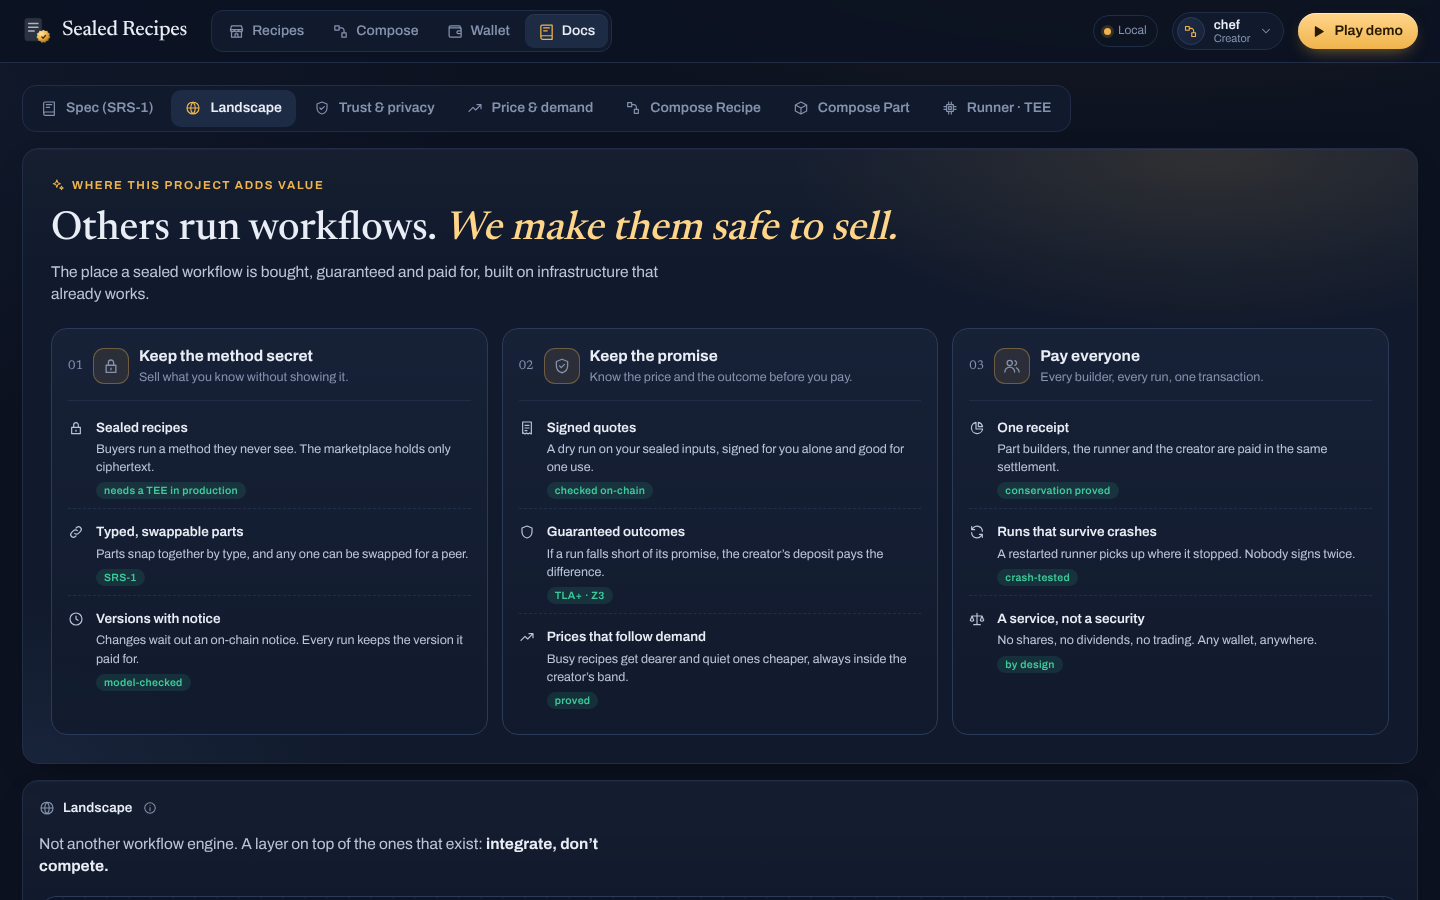 Sealed Recipes
Recipes
Compose
Wallet
Docs
Local
chef
Creator
Play demo
Spec (SRS-1)
Landscape
Trust & privacy
Price & demand
Compose Recipe
Compose Part
Runner · TEE
WHERE THIS PROJECT ADDS VALUE
Others run workflows. We make them safe to sell.
The place a sealed workflow is bought, guaranteed and paid for, built on infrastructure that
already works.
01
Keep the method secret
Sell what you know without showing it.
Sealed recipes
Buyers run a method they never see. The marketplace holds only
ciphertext.
needs a TEE in production
Typed, swappable parts
Parts snap together by type, and any one can be swapped for a peer.
SRS-1
Versions with notice
Changes wait out an on-chain notice. Every run keeps the version it
paid for.
model-checked
02
Keep the promise
Know the price and the outcome before you pay.
Signed quotes
A dry run on your sealed inputs, signed for you alone and good for
one use.
checked on-chain
Guaranteed outcomes
If a run falls short of its promise, the creator's deposit pays the
difference.
TLA+ · Z3
Prices that follow demand
Busy recipes get dearer and quiet ones cheaper, always inside the
creator's band.
proved
03
Pay everyone
Every builder, every run, one transaction.
One receipt
Part builders, the runner and the creator are paid in the same
settlement.
conservation proved
Runs that survive crashes
A restarted runner picks up where it stopped. Nobody signs twice.
crash-tested
A service, not a security
No shares, no dividends, no trading. Any wallet, anywhere.
by design
Landscape
Not another workflow engine. A layer on top of the ones that exist: integrate, don't
compete.